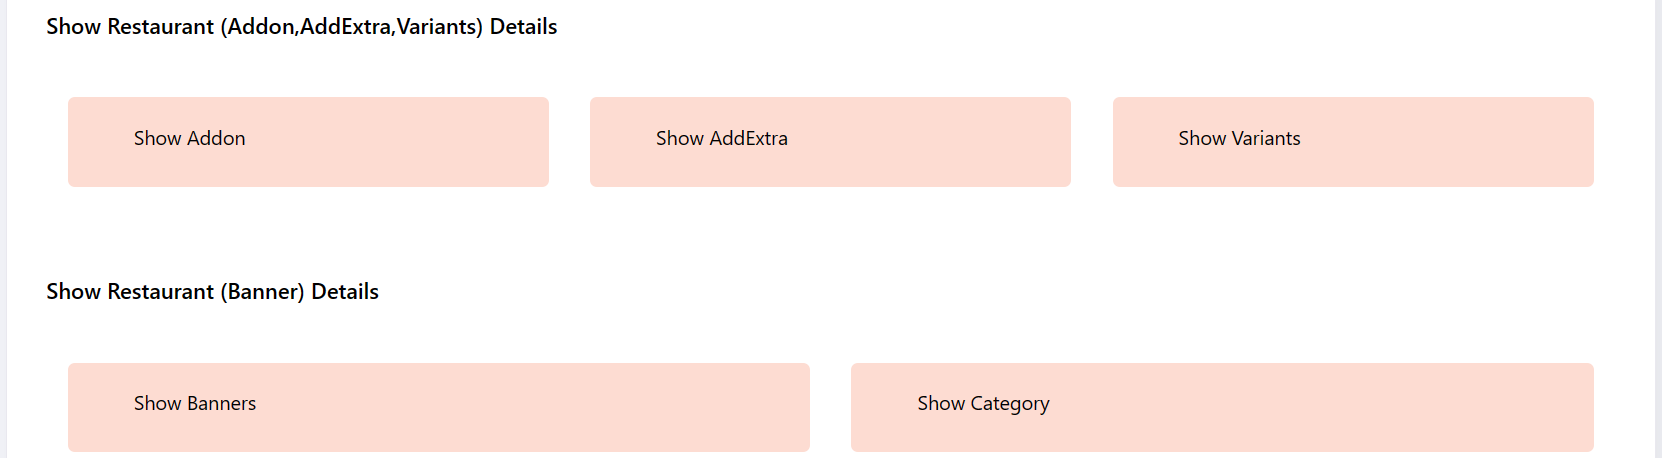 Show Restaurant (Addon,AddExtra,Variants) Details
Show Addon
Show AddExtra
Show Variants
Show Restaurant (Banner) Details
Show Banners
Show Category